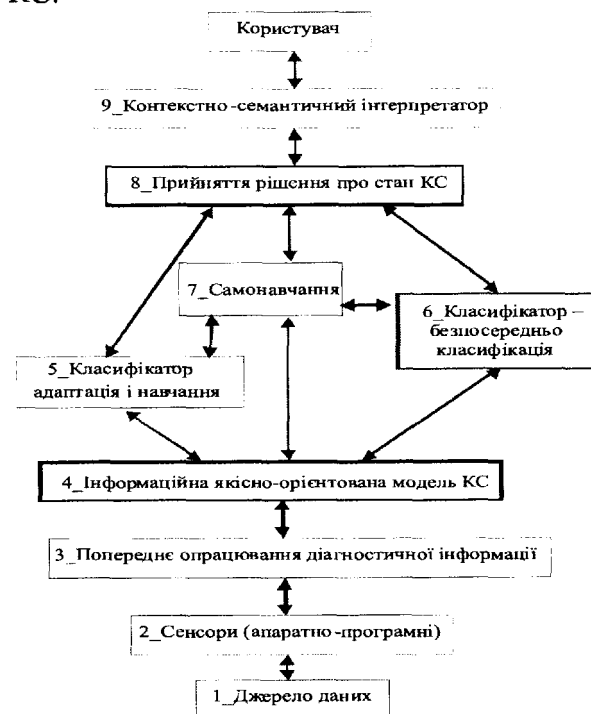 КС.
Користувач
9_Контекстно-семантичний інтерпретатор
8_Прийняття рішення про стан КС
7_Самонавчання
6_Класифікатор –
безпосередньо
класифікація
5_Класифікатор
адаптація і навчання
4_Інформаційна якісно-орієнтована модель КС
3_Попереднє опрацювання діагностичної інформації
2_Сенсори (апаратно-програмні)
1_Джерело даних